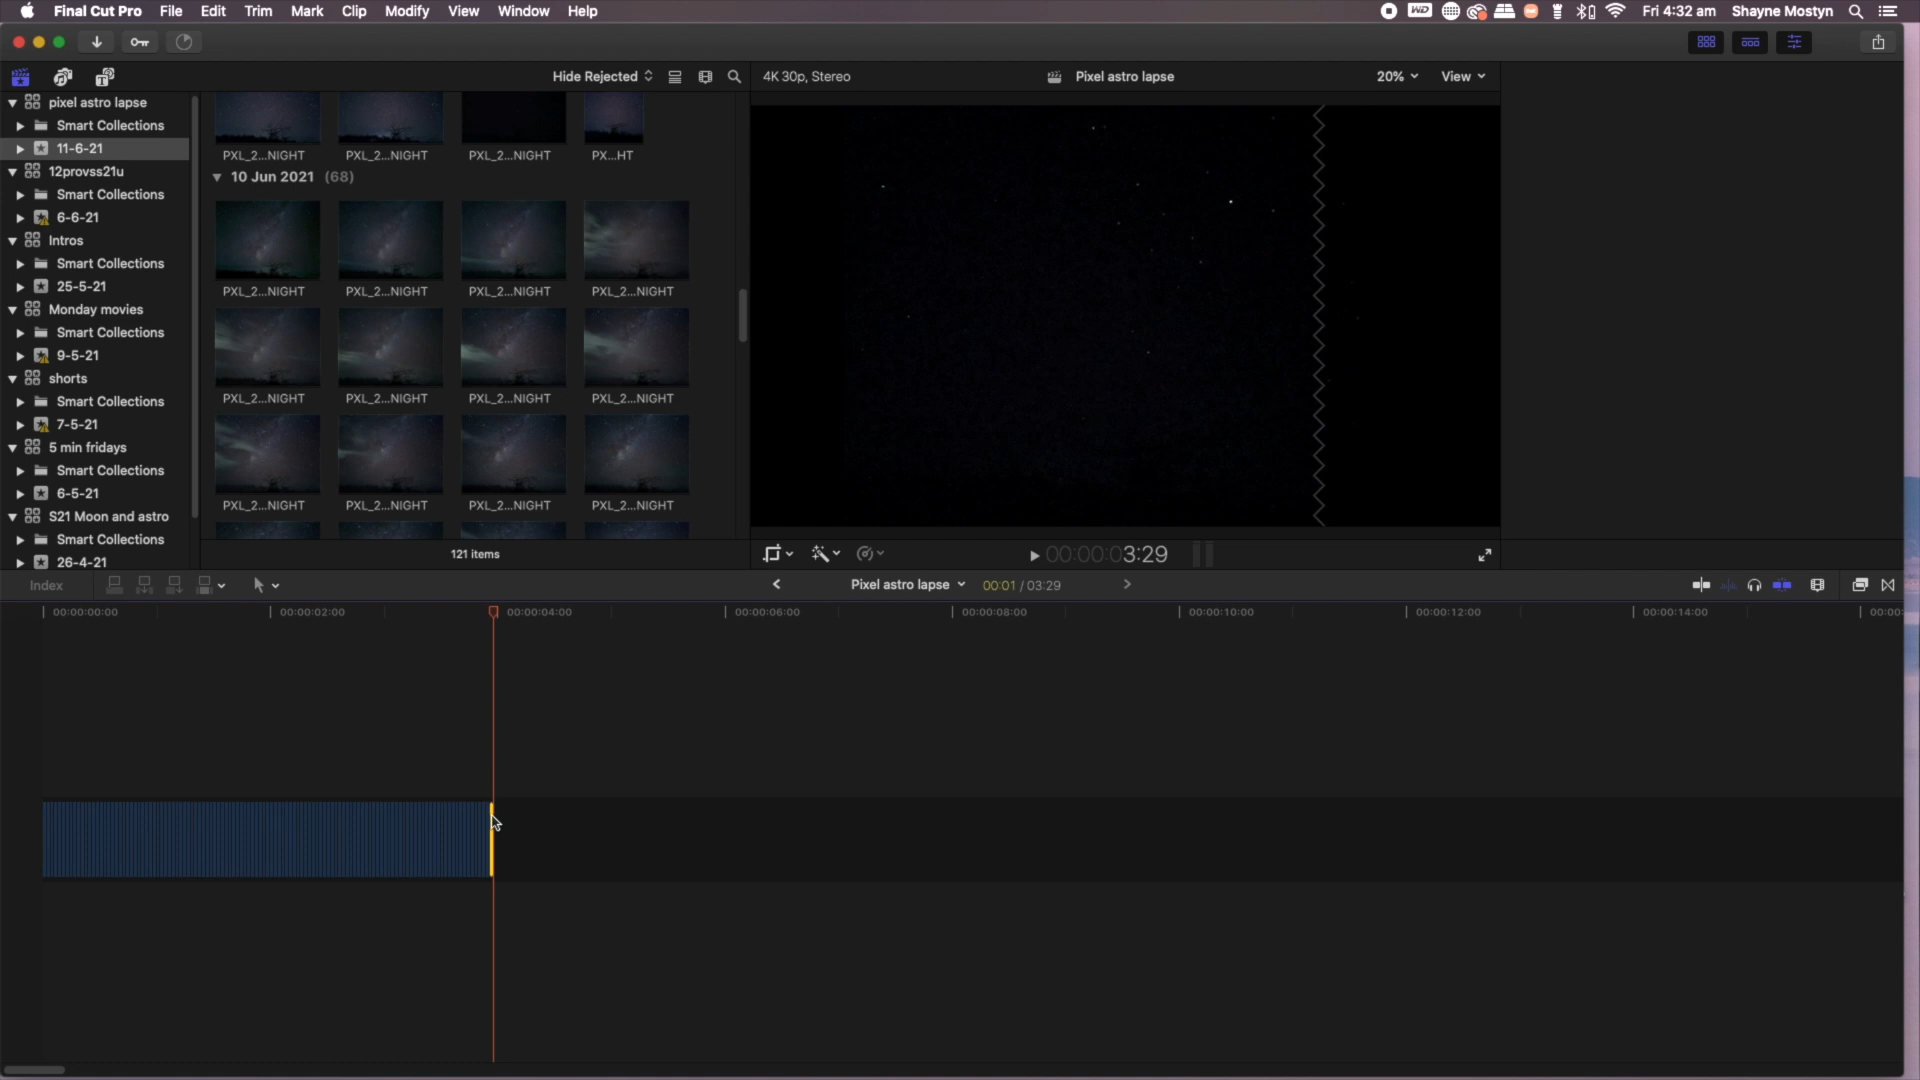 Final Cut Pro File Edit Trim Mark Clip Modify View Window Help WD Fri 4:32 am Shayne Mostyn
Hide Rejected 4K 30p, Stereo Pixel astro lapse 20% View
pixel astro lapse
Smart Collections
11-6-21
12provss21u
Smart Collections
6-6-21
Intros
Smart Collections
25-5-21
Monday movies
Smart Collections
9-5-21
shorts
Smart Collections
7-5-21
5 min fridays
Smart Collections
6-5-21
S21 Moon and astro
Smart Collections
26-4-21
PXL_2...NIGHT PXL_2...NIGHT PXL_2...NIGHT PX...HT
10 Jun 2021 (68)
PXL_2...NIGHT PXL_2...NIGHT PXL_2...NIGHT PXL_2...NIGHT
PXL_2...NIGHT PXL_2...NIGHT PXL_2...NIGHT PXL_2...NIGHT
PXL_2...NIGHT PXL_2...NIGHT PXL_2...NIGHT PXL_2...NIGHT
121 items
00:00:03:29
Index Pixel astro lapse 00:01 / 03:29
00:00:00:00 00:00:02:00 00:00:04:00 00:00:06:00 00:00:08:00 00:00:10:00 00:00:12:00 00:00:14:00 00:00: